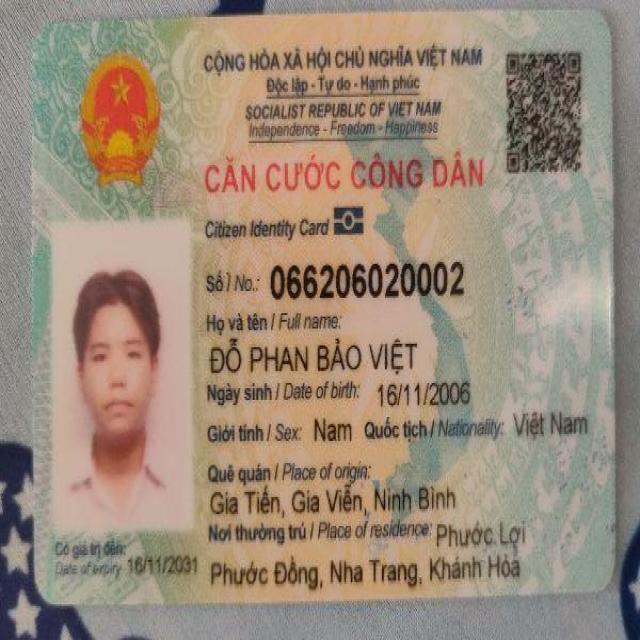 CỘNG HÒA XÃ HỘI CHỦ NGHĨA VIỆT NAM
Độc lập - Tự do - Hạnh phúc
SOCIALIST REPUBLIC OF VIET NAM
Independence - Freedom - Happiness
CĂN CƯỚC CÔNG DÂN
Citizen Identity Card
Số / No.: 066206020002
Họ và tên / Full name:
ĐỖ PHAN BẢO VIỆT
Ngày sinh / Date of birth: 16/11/2006
Giới tính / Sex: Nam Quốc tịch / Nationality: Việt Nam
Quê quán / Place of origin:
Gia Tiến, Gia Viễn, Ninh Bình
Nơi thường trú / Place of residence: Phước Lợi
Phước Đồng, Nha Trang, Khánh Hòa
Có giá trị đến:
Date of expiry 16/11/2031